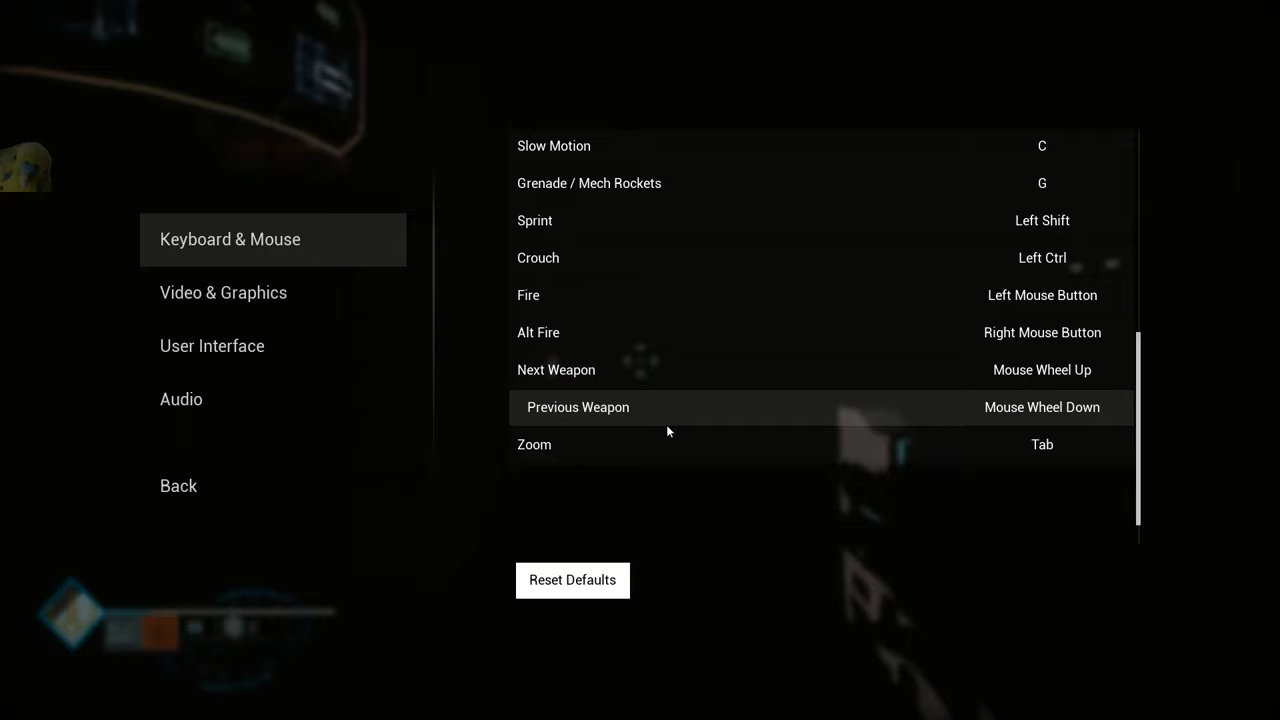 Slow Motion C
Grenade / Mech Rockets G
Sprint Left Shift
Keyboard & Mouse
Crouch Left Ctrl
Video & Graphics
Fire Left Mouse Button
Alt Fire Right Mouse Button
User Interface
Next Weapon Mouse Wheel Up
Audio
Previous Weapon Mouse Wheel Down
Zoom Tab
Back
Reset Defaults